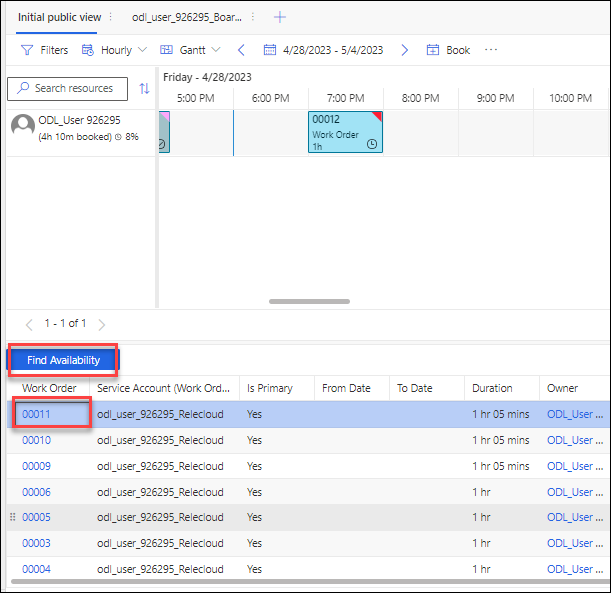 Initial public view odl_user_926295_Boar...
Filters Hourly Gantt 4/28/2023 - 5/4/2023 Book ...
Search resources
Friday - 4/28/2023
5:00 PM 6:00 PM 7:00 PM 8:00 PM 9:00 PM 10:00 PM
ODL_User 926295
(4h 10m booked) 8%
00012
Work Order
1h
1 - 1 of 1
Find Availability
Work Order Service Account (Work Ord... Is Primary From Date To Date Duration Owner
00011 odl_user_926295_Relecloud Yes 1 hr 05 mins ODL_User ...
00010 odl_user_926295_Relecloud Yes 1 hr 05 mins ODL_User ...
00009 odl_user_926295_Relecloud Yes 1 hr 05 mins ODL_User ...
00006 odl_user_926295_Relecloud Yes 1 hr ODL_User ...
00005 odl_user_926295_Relecloud Yes 1 hr ODL_User ...
00003 odl_user_926295_Relecloud Yes 1 hr ODL_User ...
00004 odl_user_926295_Relecloud Yes 1 hr ODL_User ...